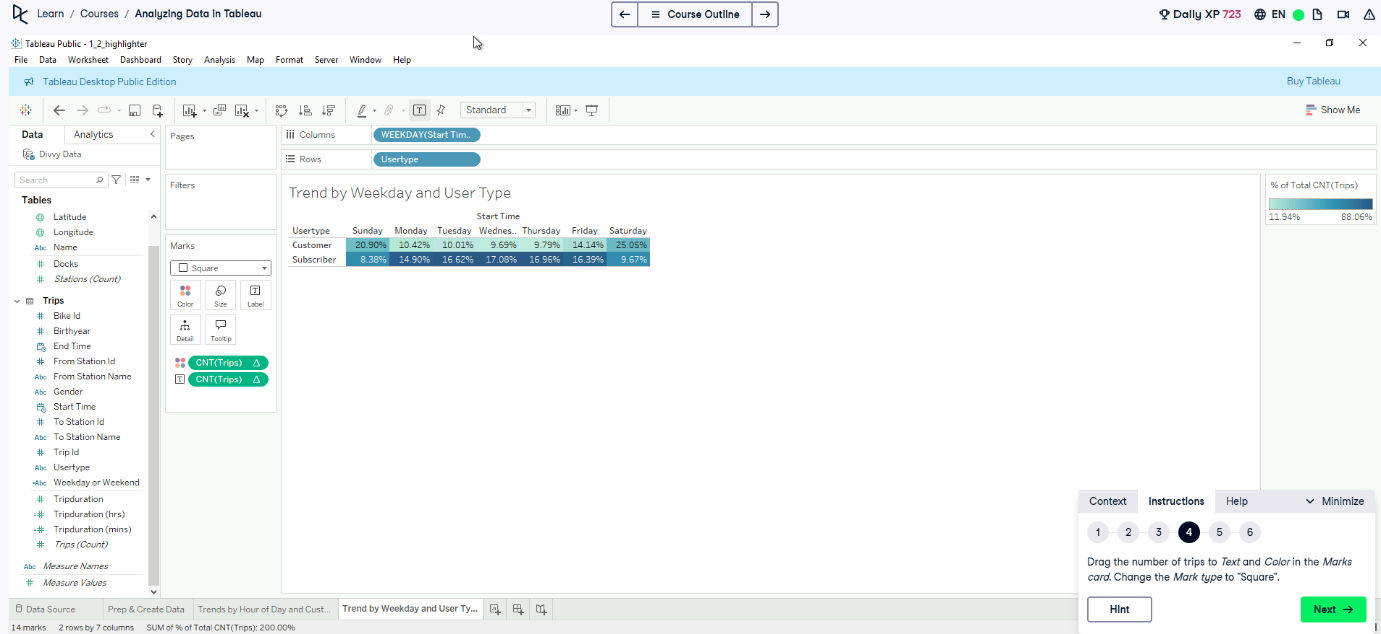 Learn / Courses / Analyzing Data in Tableau
Course Outline
Daily XP 723
EN
Tableau Public - 1_2_highlighter
File Data Worksheet Dashboard Story Analysis Map Format Server Window Help
Tableau Desktop Public Edition
Buy Tableau
Standard
Show Me
Data Analytics
Divvy Data
Search
Tables
Latitude
Longitude
Abc Name
# Docks
# Stations (Count)
Trips
# Bike Id
# Birthyear
End Time
# From Station Id
Abc From Station Name
Abc Gender
Start Time
# To Station Id
Abc To Station Name
# Trip Id
Abc Usertype
=Abc Weekday or Weekend
# Tripduration
=# Tripduration (hrs)
=# Tripduration (mins)
# Trips (Count)
Abc Measure Names
# Measure Values
Pages
Filters
Marks
Square
Color Size Label
Detail Tooltip
CNT(Trips) Δ
CNT(Trips) Δ
Columns WEEKDAY(Start Tim..
Rows Usertype
Trend by Weekday and User Type
Start Time
Usertype Sunday Monday Tuesday Wednes.. Thursday Friday Saturday
Customer 20.90% 10.42% 10.01% 9.69% 9.79% 14.14% 25.05%
Subscriber 8.38% 14.90% 16.62% 17.08% 16.96% 16.39% 9.67%
% of Total CNT(Trips)
11.94% 88.06%
Context Instructions Help Minimize
1 2 3 4 5 6
Drag the number of trips to Text and Color in the Marks
card. Change the Mark type to "Square".
Hint Next
Data Source Prep & Create Data Trends by Hour of Day and Cust... Trend by Weekday and User Ty...
14 marks 2 rows by 7 columns SUM of % of Total CNT(Trips): 200.00%